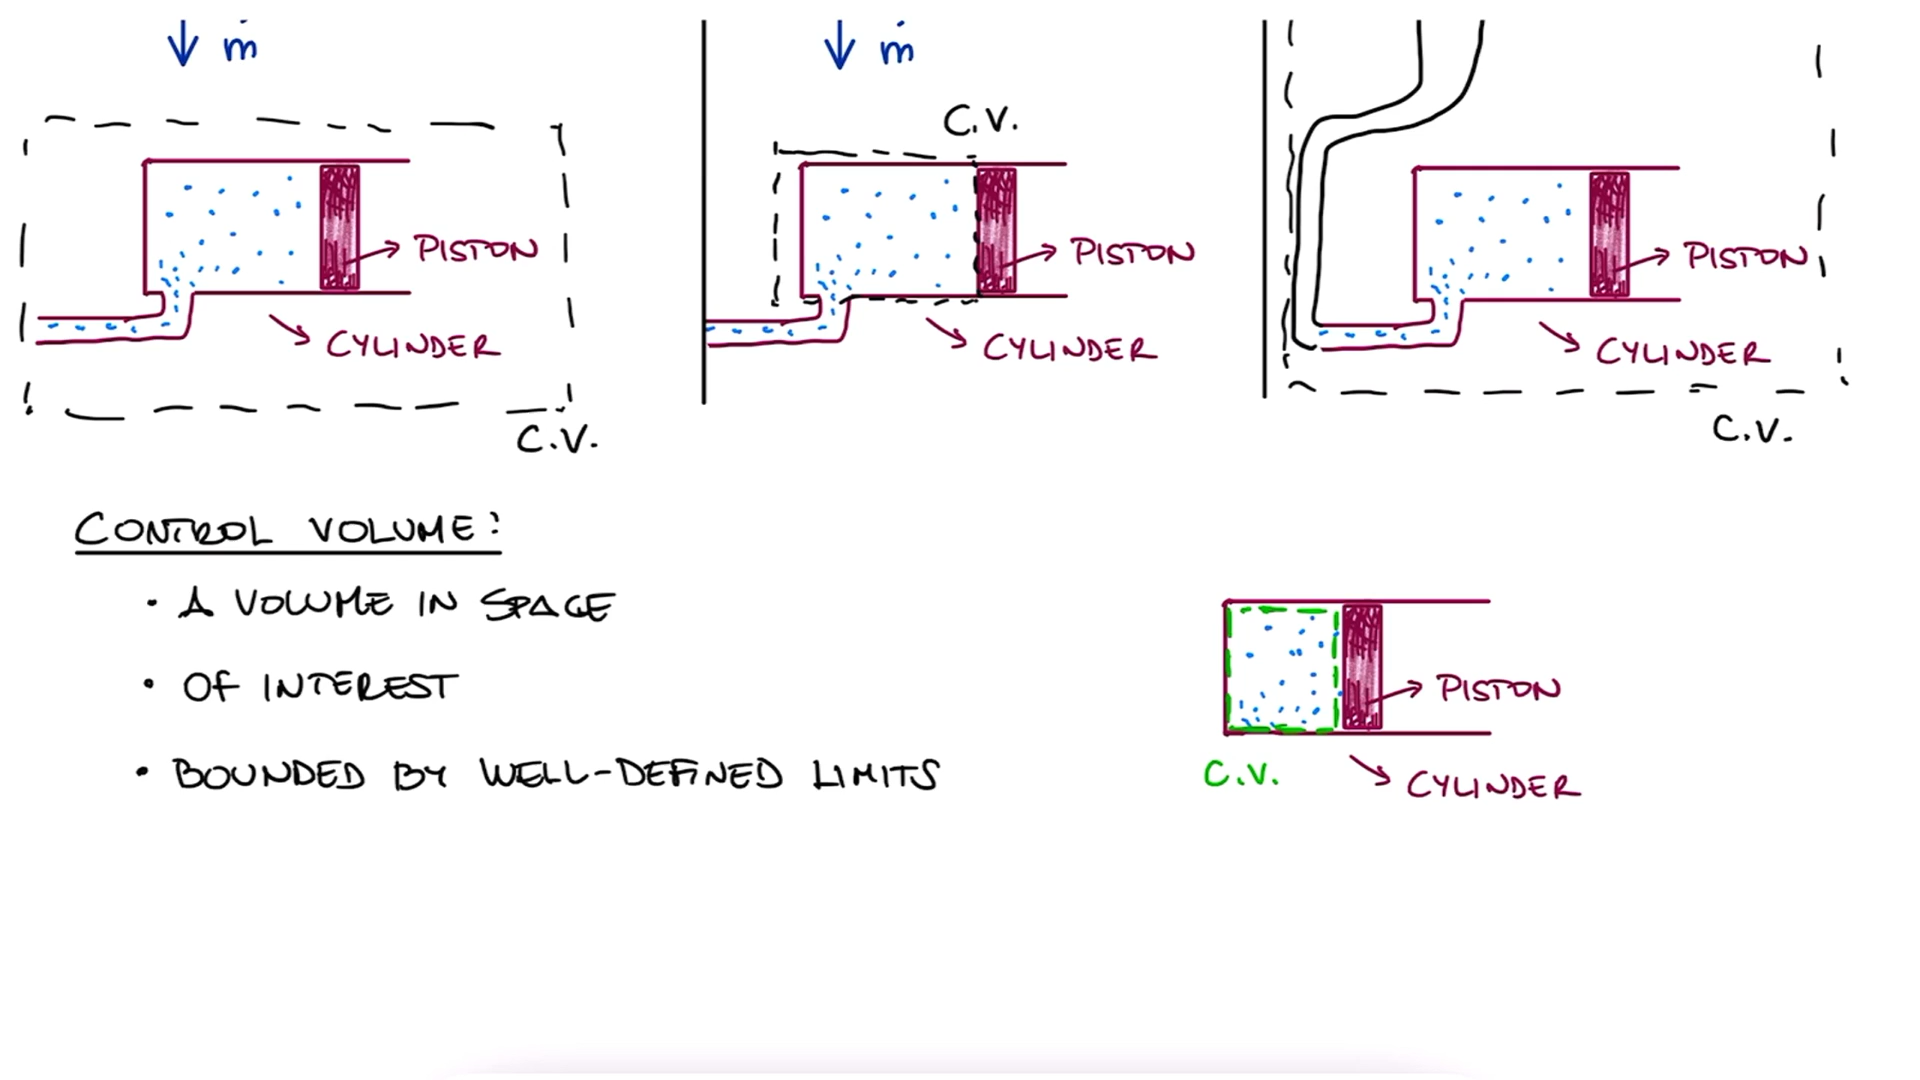 ṁ
ṁ
C.V.
PISTON
CYLINDER
C.V.
PISTON
CYLINDER
PISTON
CYLINDER
C.V.
CONTROL VOLUME:
• A VOLUME IN SPACE
• OF INTEREST
• BOUNDED BY WELL-DEFINED LIMITS
PISTON
C.V.
CYLINDER